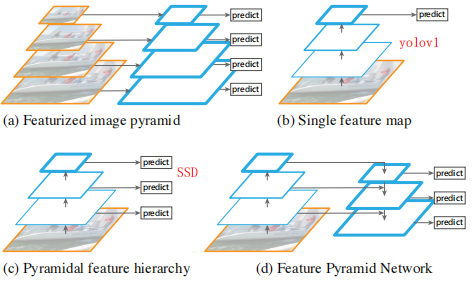 predict
predict
predict
predict
(a) Featurized image pyramid
predict
yolov1
(b) Single feature map
predict
SSD
predict
predict
(c) Pyramidal feature hierarchy
predict
predict
predict
(d) Feature Pyramid Network